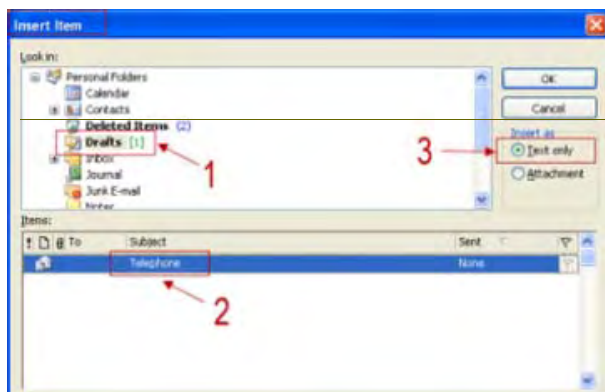 Insert Item
Look in:
Personal Folders
OK
Calendar
Contacts
Cancel
Deleted Items (2)
Insert as
Drafts [1]
3
Text only
Inbox
1
Journal
Attachment
Junk E-mail
Notes
Items:
To Subject Sent
Telephone None
2